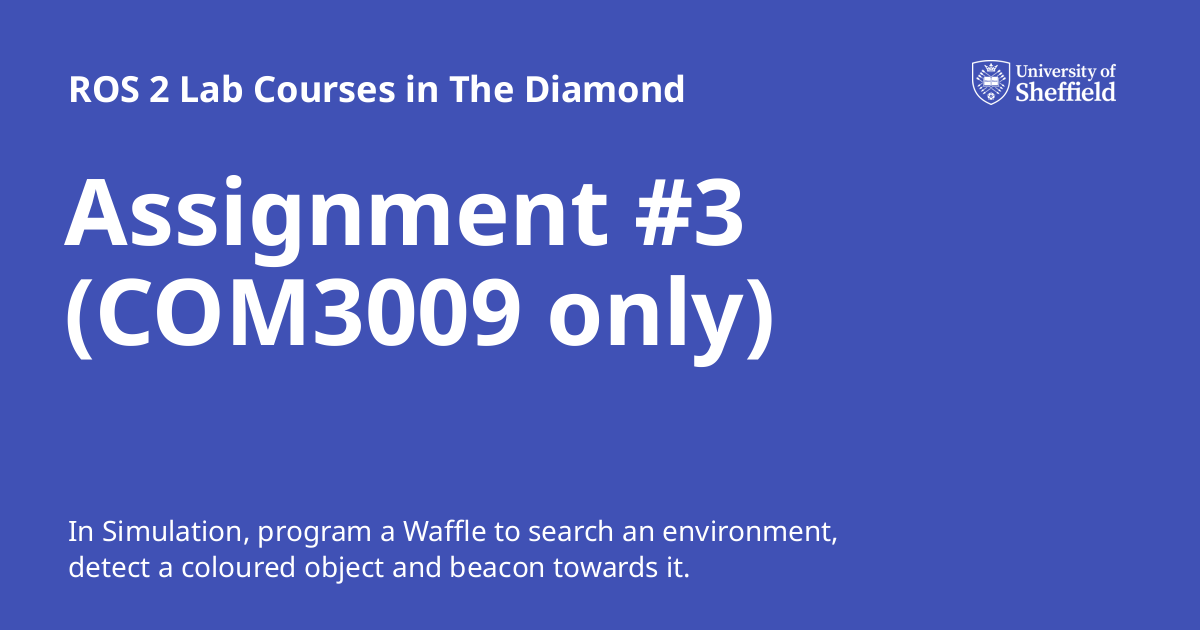 ROS 2 Lab Courses in The Diamond
University of
Sheffield
Assignment #3
(COM3009 only)
In Simulation, program a Waffle to search an environment,
detect a coloured object and beacon towards it.